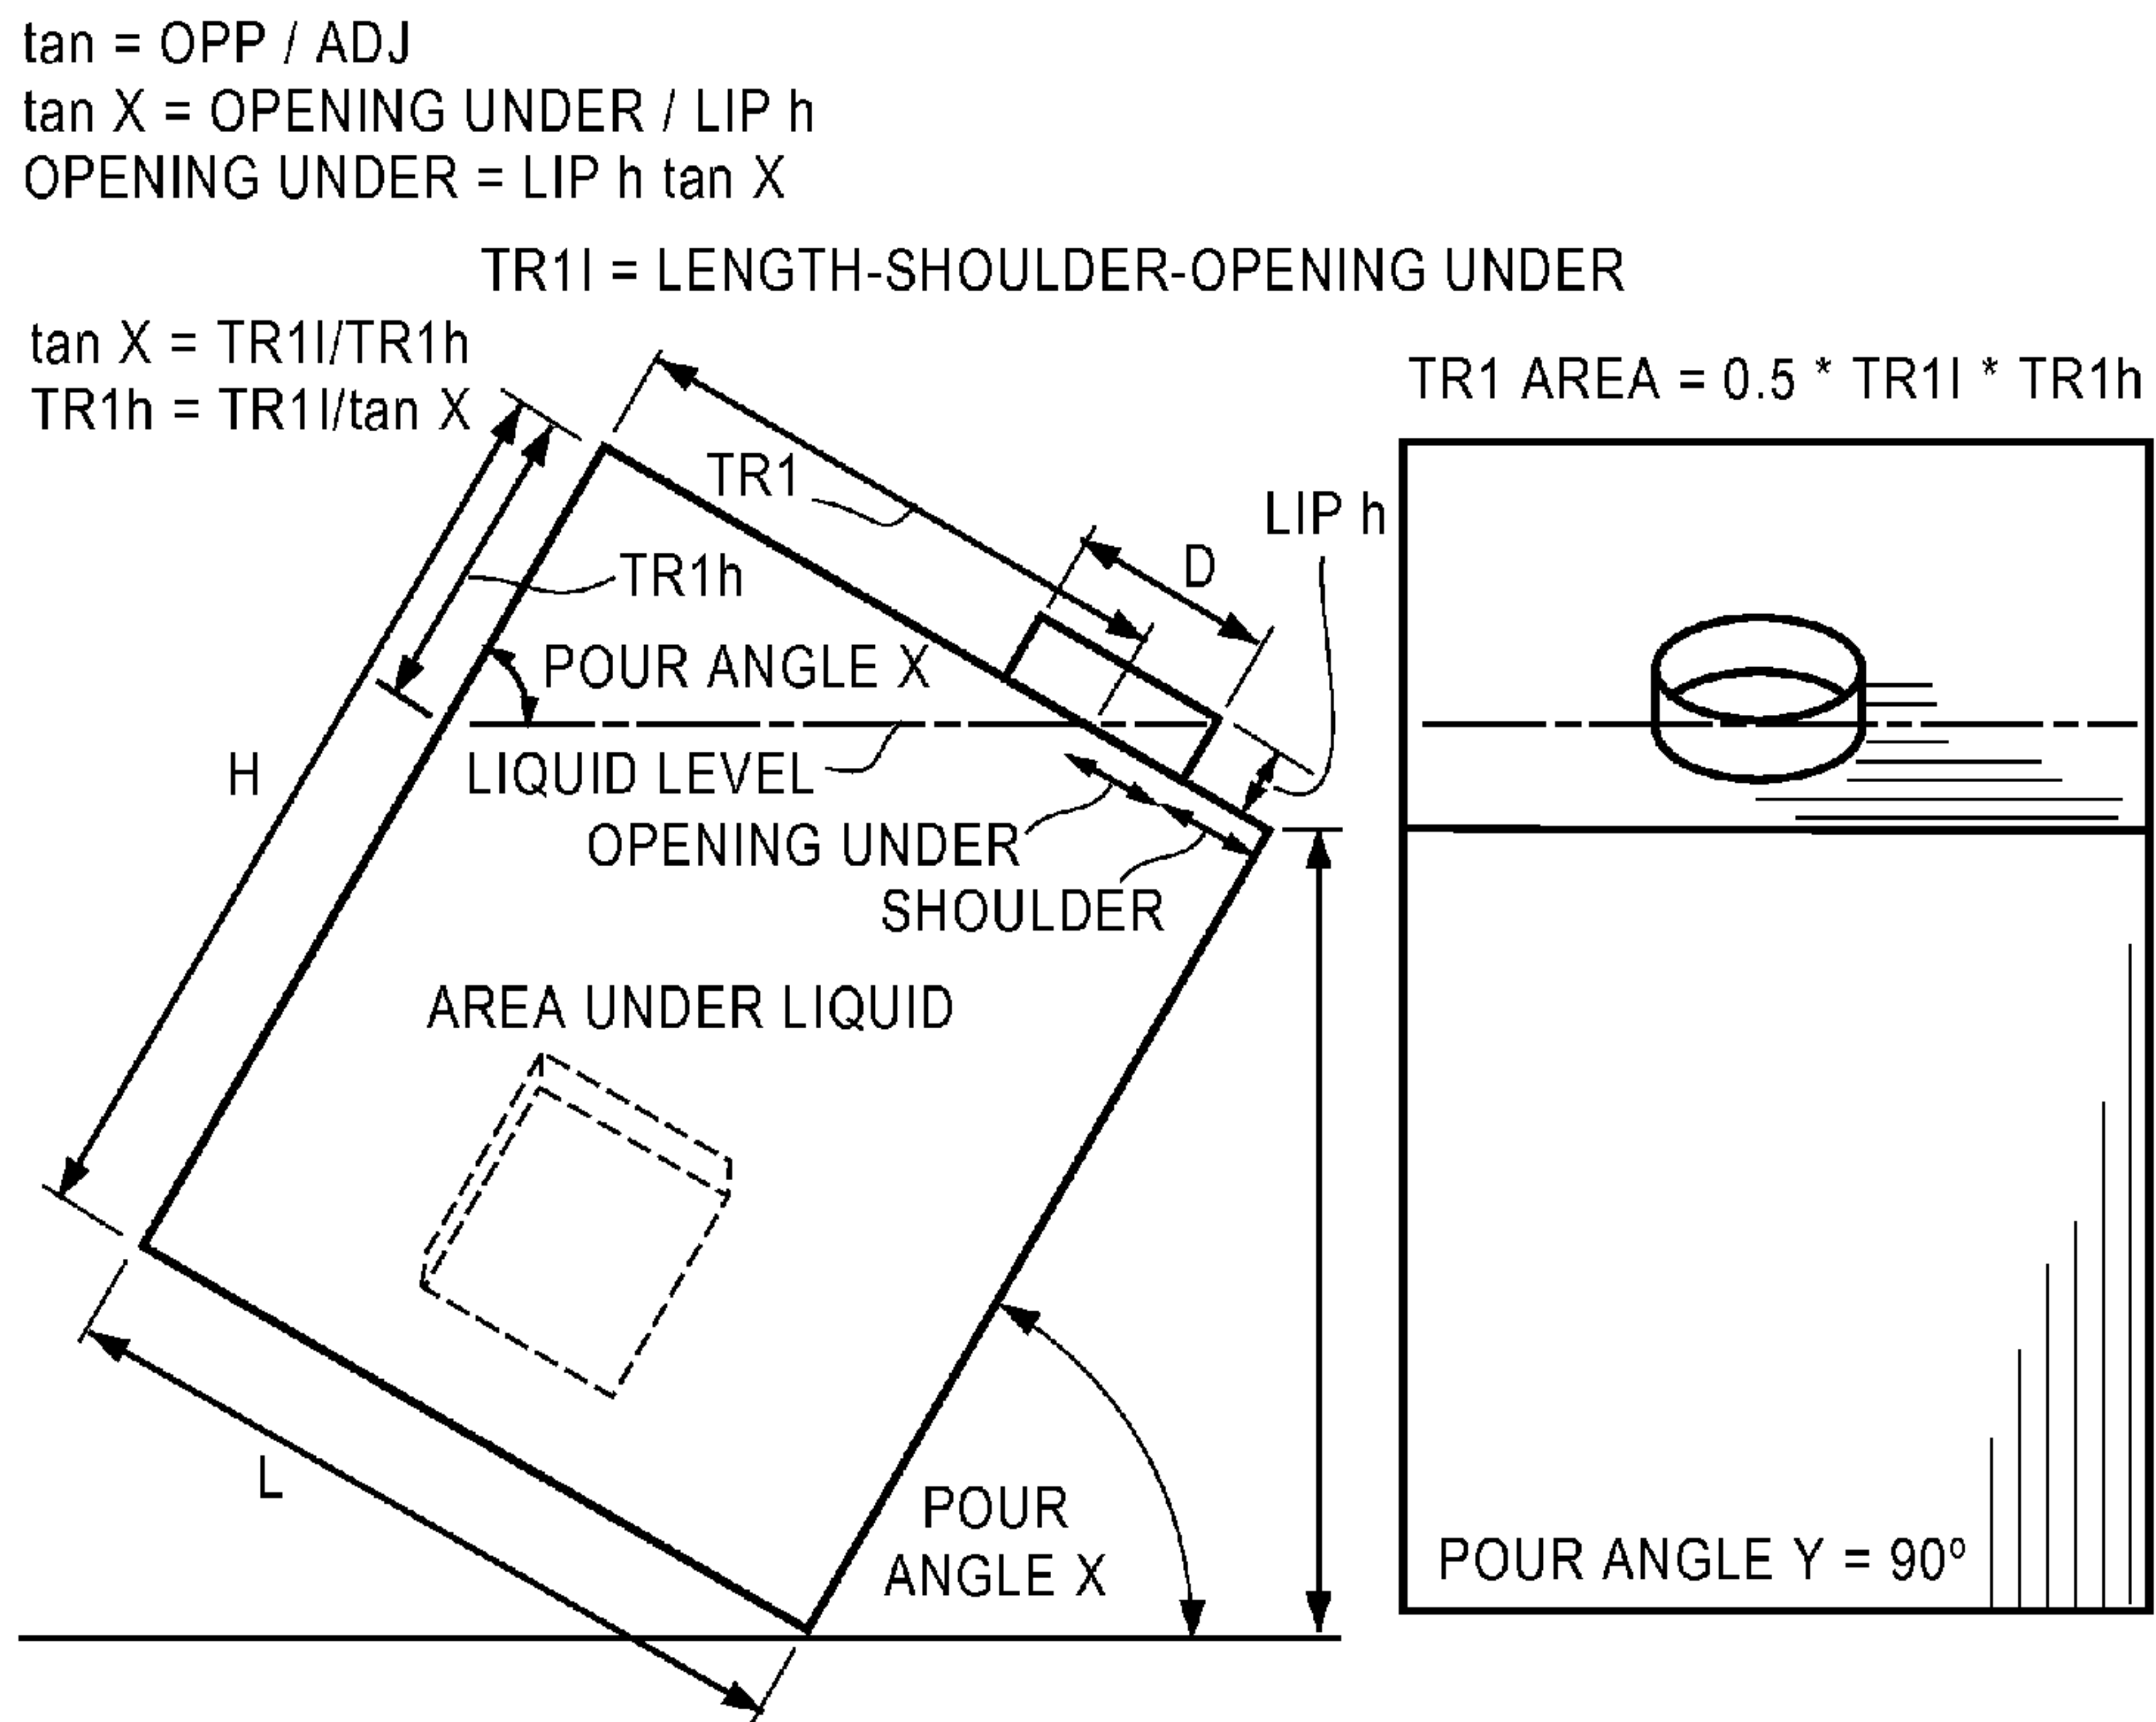 tan = OPP / ADJ
tan X = OPENING UNDER / LIP h
OPENING UNDER = LIP h tan X
TR1l = LENGTH-SHOULDER-OPENING UNDER
tan X = TR1l/TR1h
TR1h = TR1l/tan X
TR1 AREA = 0.5 * TR1l * TR1h
TR1
LIP h
D
TR1h
POUR ANGLE X
H
LIQUID LEVEL
OPENING UNDER
SHOULDER
AREA UNDER LIQUID
L
POUR
ANGLE X
POUR ANGLE Y = 90º